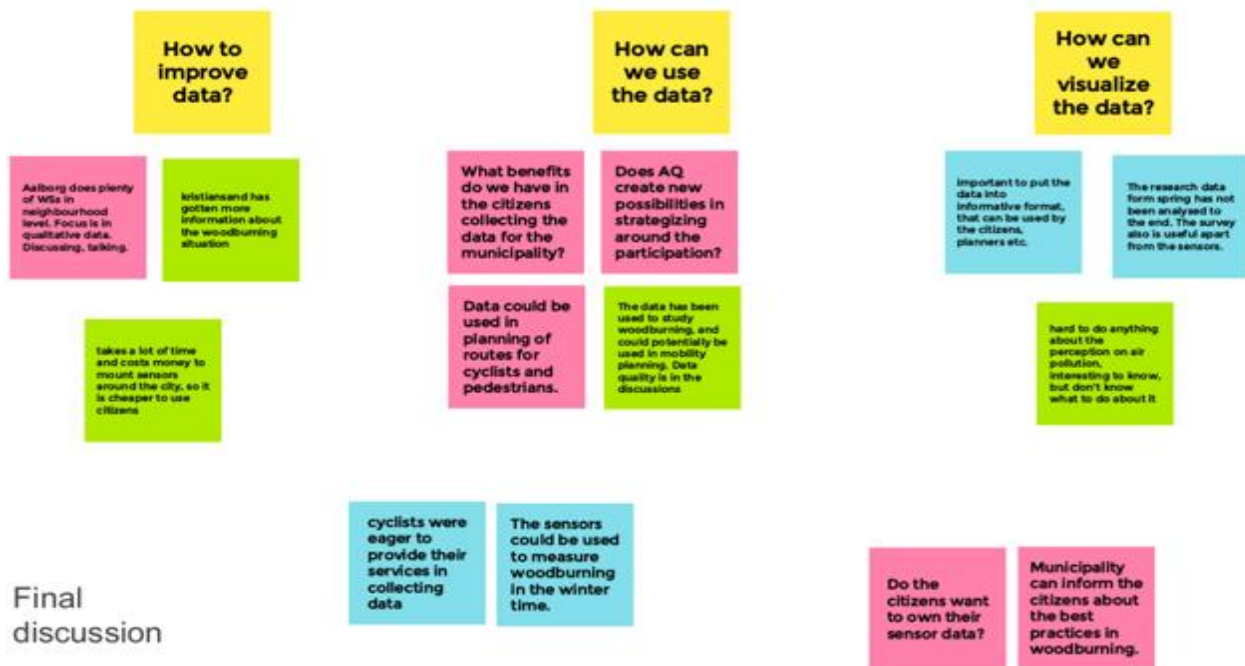 How to
improve
data?
How can
we use
the data?
How can
we
visualize
the data?
Aalborg does plenty
of WSs in
neighbourhood
level. Focus is in
qualitative data.
Discussing, talking.
kristiansand has
gotten more
information about
the woodburning
situation
takes a lot of time
and costs money to
mount sensors
around the city, so it
is cheaper to use
citizens
What benefits
do we have in
the citizens
collecting the
data for the
municipality?
Does AQ
create new
possibilities in
strategizing
around the
participation?
Data could be
used in
planning of
routes for
cyclists and
pedestrians.
The data has been
used to study
woodburning, and
could potentially be
used in mobility
planning. Data
quality is in the
discussions
important to put the
data into
informative format,
that can be used by
the citizens,
planners etc.
The research data
form spring has not
been analysed to
the end. The survey
also is useful apart
from the sensors.
hard to do anything
about the
perception on air
pollution,
interesting to know,
but don't know
what to do about it
cyclists were
eager to
provide their
services in
collecting
data
The sensors
could be used
to measure
woodburning
in the winter
time.
Do the
citizens want
to own their
sensor data?
Municipality
can inform the
citizens about
the best
practices in
woodburning.
Final
discussion